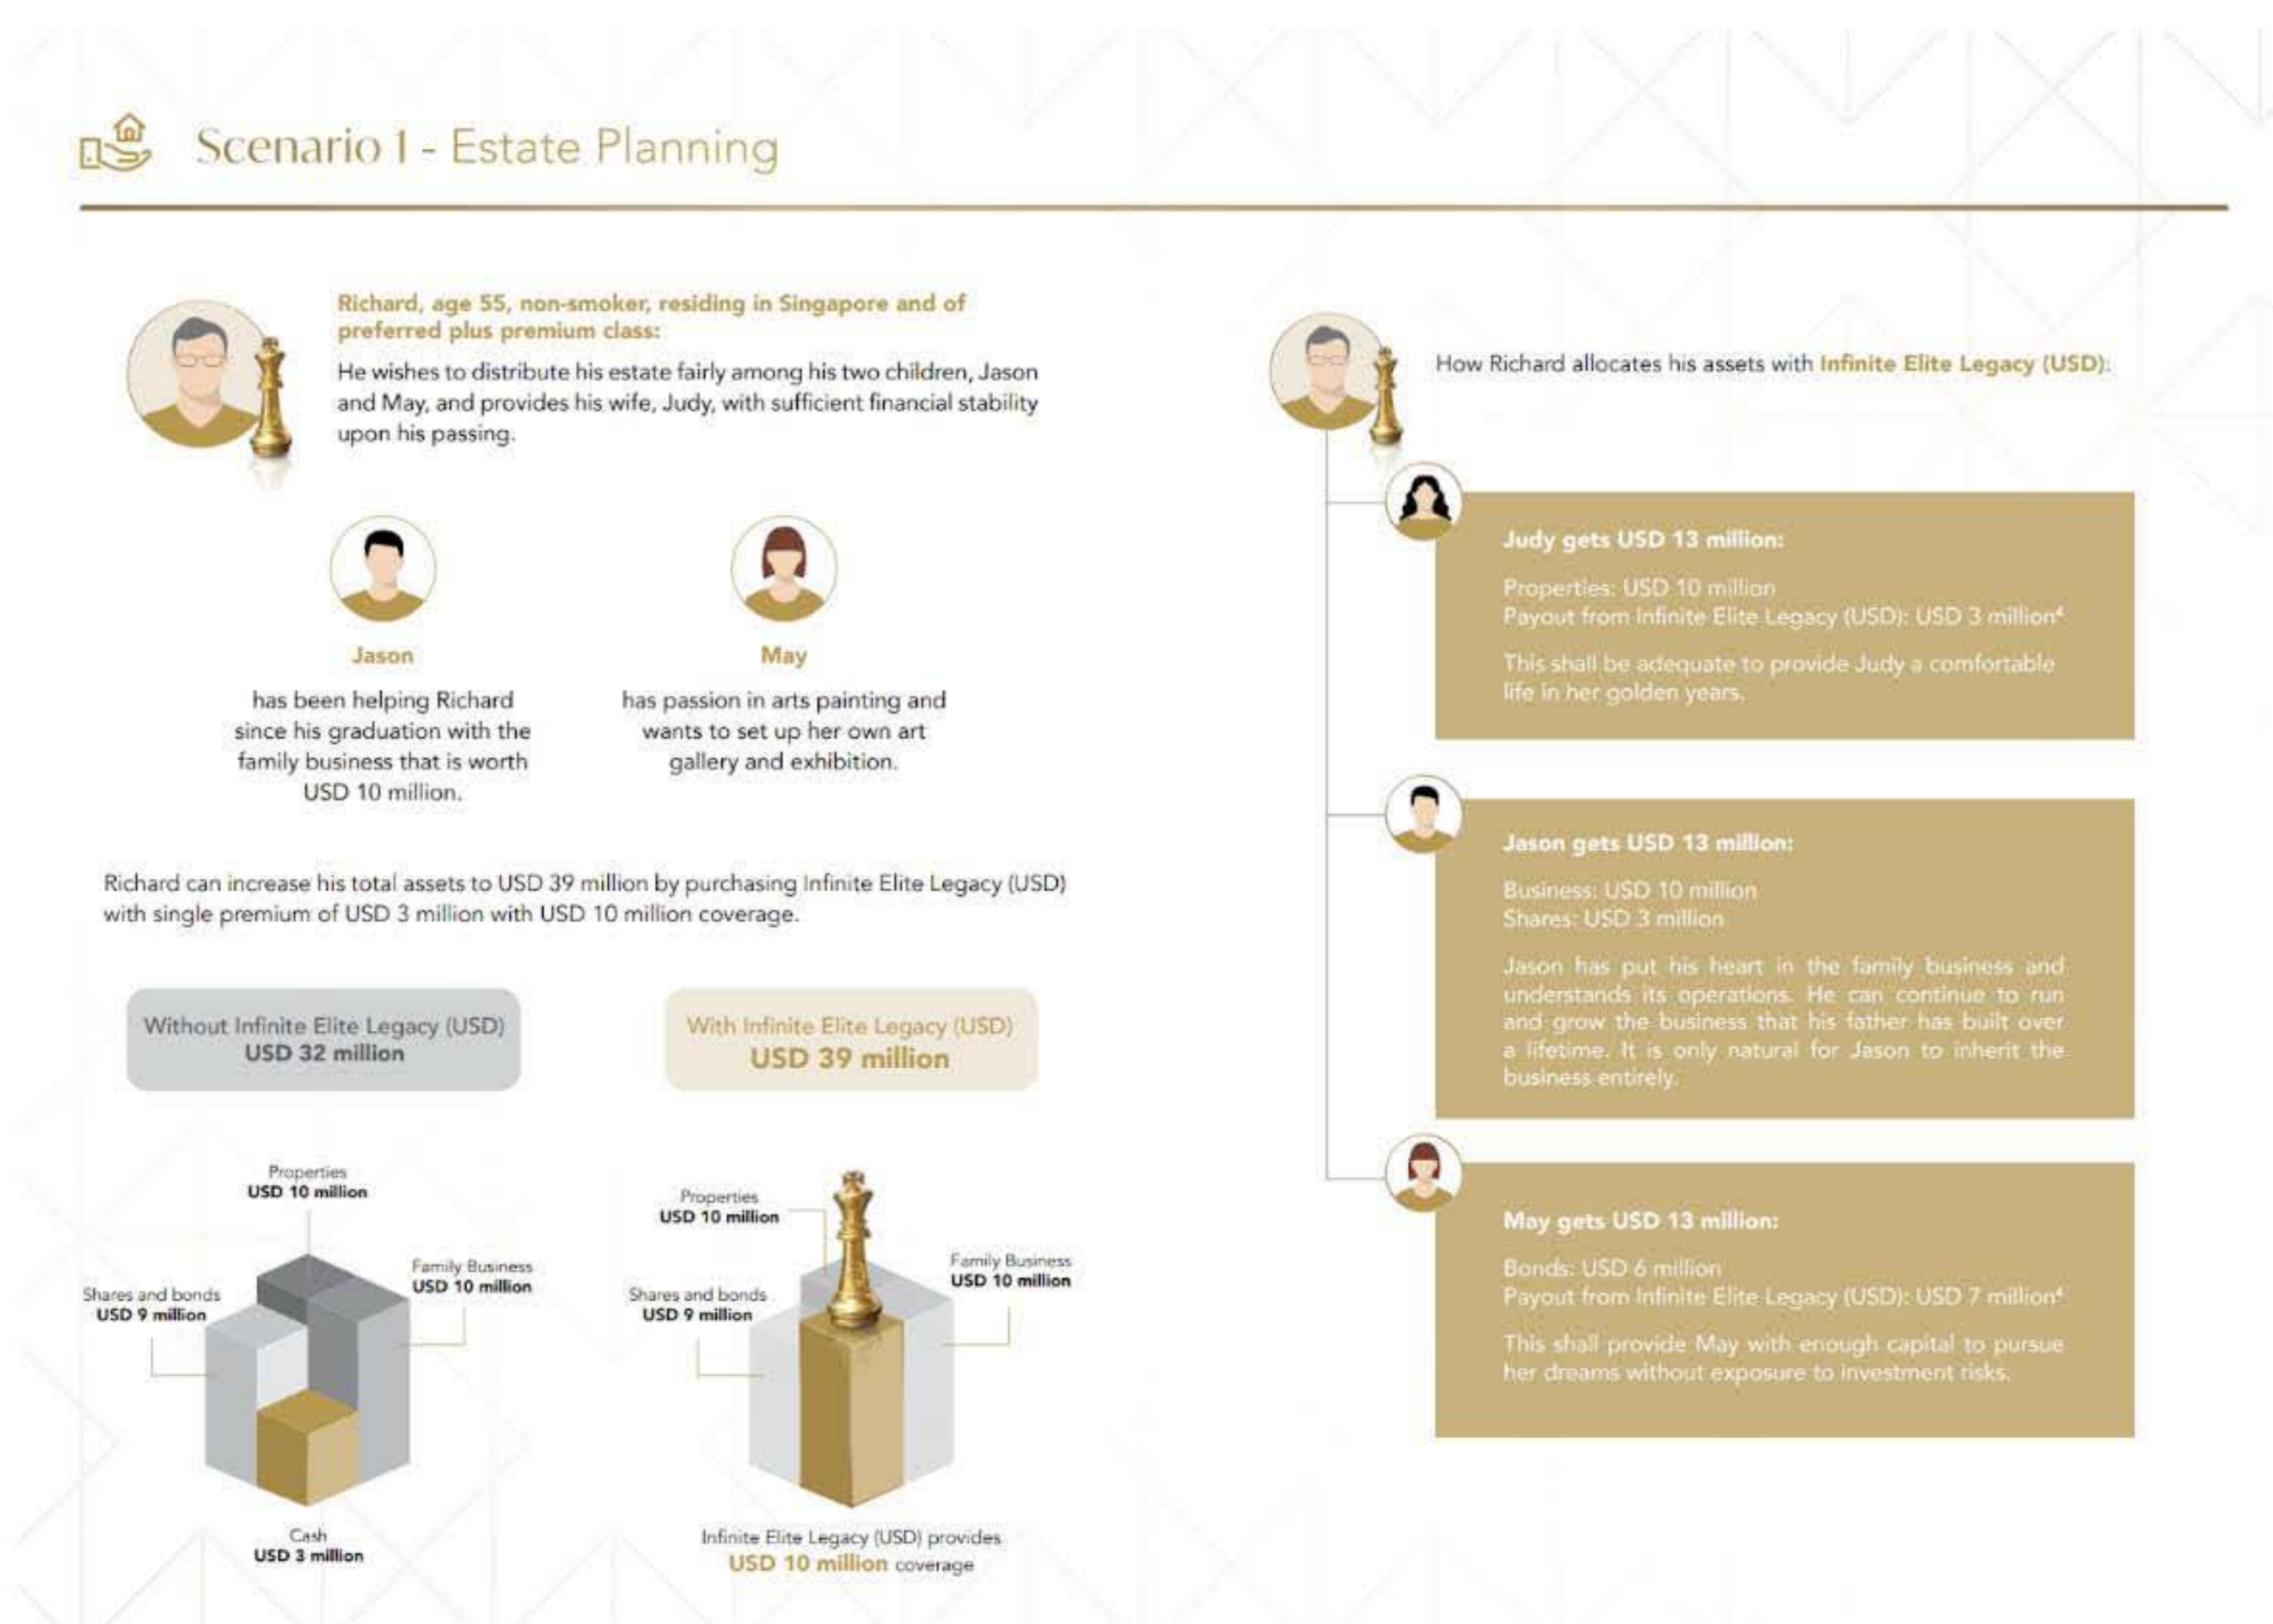 Scenario 1 - Estate Planning
Richard, age 55, non-smoker, residing in Singapore and of
preferred plus premium class:
He wishes to distribute his estate fairly among his two children, Jason
and May, and provides his wife, Judy, with sufficient financial stability
upon his passing.
Jason
has been helping Richard
since his graduation with the
family business that is worth
USD 10 million.
May
has passion in arts painting and
wants to set up her own art
gallery and exhibition.
Richard can increase his total assets to USD 39 million by purchasing Infinite Elite Legacy (USD)
with single premium of USD 3 million with USD 10 million coverage.
Without Infinite Elite Legacy (USD)
USD 32 million
Properties
USD 10 million
Family Business
USD 10 million
Shares and bonds
USD 9 million
Cash
USD 3 million
With Infinite Elite Legacy (USD)
USD 39 million
Properties
USD 10 million
Family Business
USD 10 million
Shares and bonds
USD 9 million
Infinite Elite Legacy (USD) provides
USD 10 million coverage
How Richard allocates his assets with Infinite Elite Legacy (USD):
Judy gets USD 13 million:
Properties: USD 10 million
Payout from Infinite Elite Legacy (USD): USD 3 million⁴
This shall be adequate to provide Judy a comfortable
life in her golden years.
Jason gets USD 13 million:
Business: USD 10 million
Shares: USD 3 million
Jason has put his heart in the family business and
understands its operations. He can continue to run
and grow the business that his father has built over
a lifetime. It is only natural for Jason to inherit the
business entirely.
May gets USD 13 million:
Bonds: USD 6 million
Payout from Infinite Elite Legacy (USD): USD 7 million⁴
This shall provide May with enough capital to pursue
her dreams without exposure to investment risks.